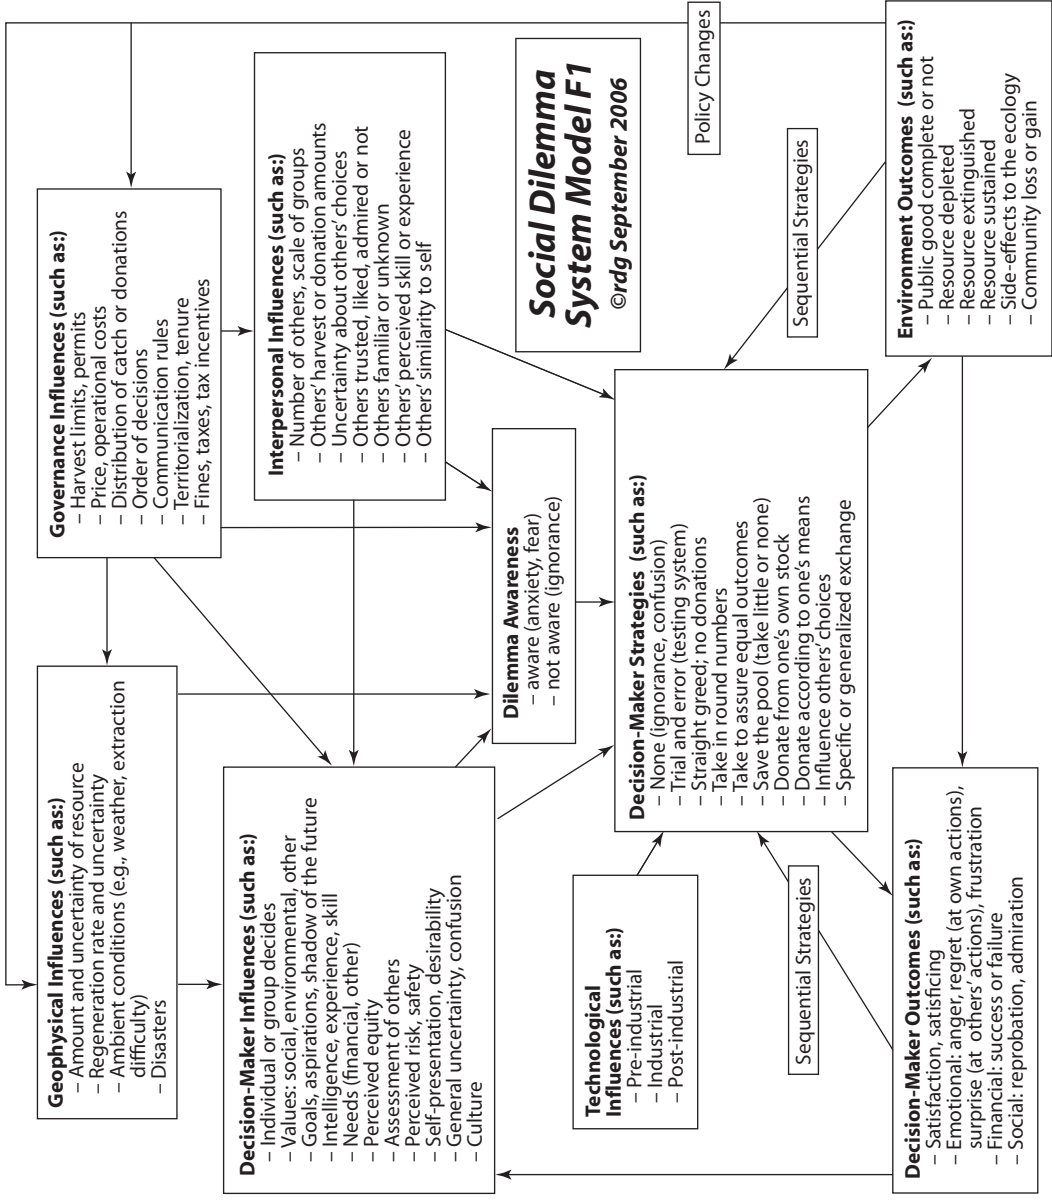 Geophysical Influences (such as:)
– Amount and uncertainty of resource
– Regeneration rate and uncertainty
– Ambient conditions (e.g., weather, extraction
difficulty)
– Disasters
Governance Influences (such as:)
– Harvest limits, permits
– Price, operational costs
– Distribution of catch or donations
– Order of decisions
– Communication rules
– Territorialization, tenure
– Fines, taxes, tax incentives
Decision-Maker Influences (such as:)
– Individual or group decides
– Values: social, environmental, other
– Goals, aspirations, shadow of the future
– Intelligence, experience, skill
– Needs (financial, other)
– Perceived equity
– Assessment of others
– Perceived risk, safety
– Self-presentation, desirability
– General uncertainty, confusion
– Culture
Interpersonal Influences (such as:)
– Number of others, scale of groups
– Others’ harvest or donation amounts
– Uncertainty about others’ choices
– Others trusted, liked, admired or not
– Others familiar or unknown
– Others’ perceived skill or experience
– Others’ similarity to self
Dilemma Awareness
– aware (anxiety, fear)
– not aware (ignorance)
Social Dilemma
System Model F1
©rdg September 2006
Technological
Influences (such as:)
– Pre-industrial
– Industrial
– Post-industrial
Decision-Maker Strategies (such as:)
– None (ignorance, confusion)
– Trial and error (testing system)
– Straight greed; no donations
– Take in round numbers
– Take to assure equal outcomes
– Save the pool (take little or none)
– Donate from one’s own stock
– Donate according to one’s means
– Influence others’ choices
– Specific or generalized exchange
Policy Changes
Sequential Strategies
Sequential Strategies
Decision-Maker Outcomes (such as:)
– Satisfaction, satisficing
– Emotional: anger, regret (at own actions),
surprise (at others’ actions), frustration
– Financial: success or failure
– Social: reprobation, admiration
Environment Outcomes (such as:)
– Public good complete or not
– Resource depleted
– Resource extinguished
– Resource sustained
– Side-effects to the ecology
– Community loss or gain